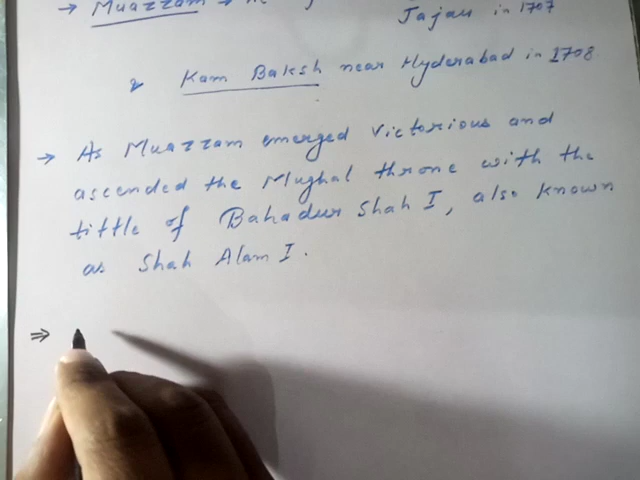 → Muazzam →
Jajau in 1707
& Kam Baksh near Hyderabad in 1708.
→ As Muazzam emerged victorious and
ascended the Mughal throne with the
tittle of Bahadur Shah I, also known
as Shah Alam I.
⇒